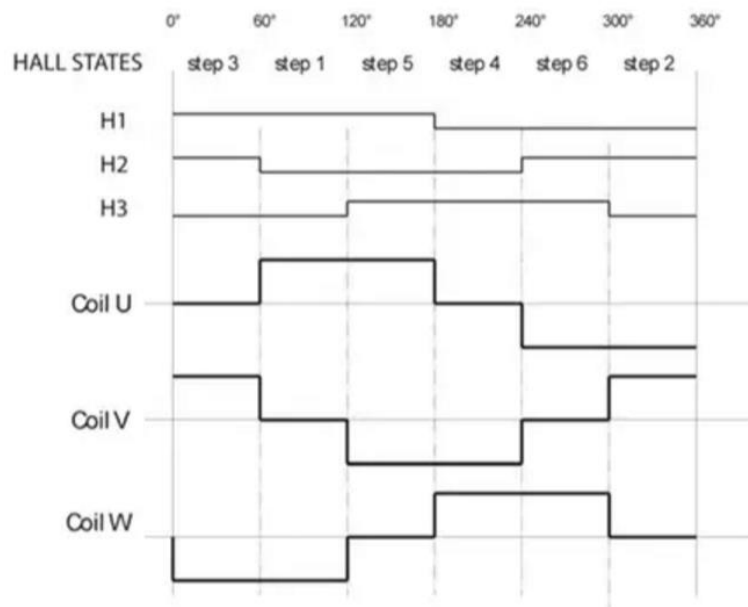 0° 60° 120° 180° 240° 300° 360°
HALL STATES step 3 step 1 step 5 step 4 step 6 step 2
H1
H2
H3
Coil U
Coil V
Coil W